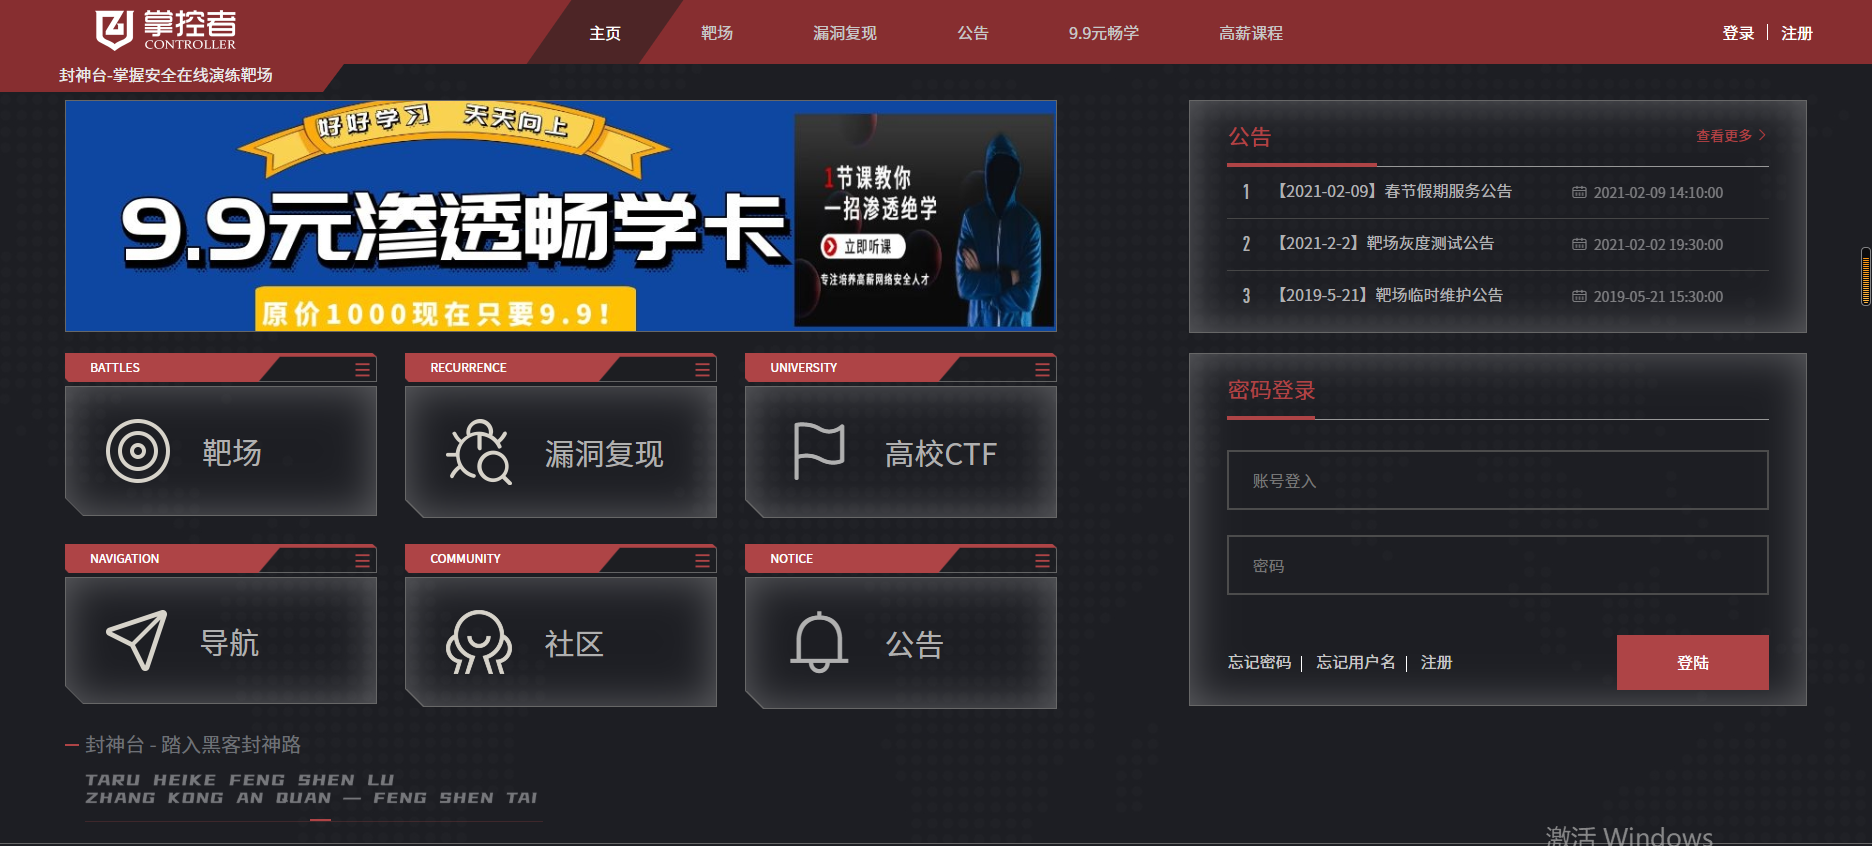 掌控者
CONTROLLER
主页
靶场
漏洞复现
公告
9.9元畅学
高薪课程
登录
注册
封神台-掌握安全在线演练靶场
好好学习 天天向上
9.9元渗透畅学卡
原价1000现在只要9.9!
1节课教你
一招渗透绝学
立即听课
专注培养高薪网络安全人才
公告
查看更多
1 【2021-02-09】春节假期服务公告 2021-02-09 14:10:00
2 【2021-2-2】靶场灰度测试公告 2021-02-02 19:30:00
3 【2019-5-21】靶场临时维护公告 2019-05-21 15:30:00
BATTLES
靶场
RECURRENCE
漏洞复现
UNIVERSITY
高校CTF
NAVIGATION
导航
COMMUNITY
社区
NOTICE
公告
密码登录
账号登入
密码
忘记密码
忘记用户名
注册
登陆
封神台 - 踏入黑客封神路
TARU HEIKE FENG SHEN LU
ZHANG KONG AN QUAN — FENG SHEN TAI
激活 Windows